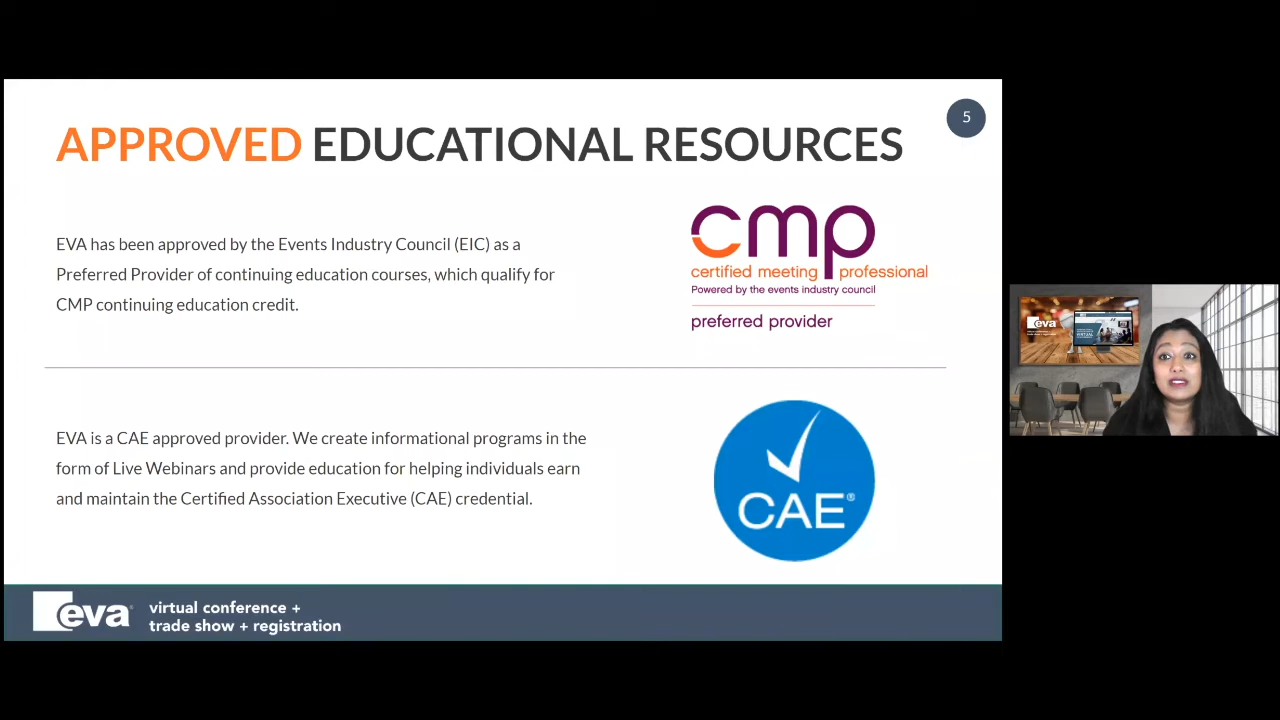 APPROVED EDUCATIONAL RESOURCES
5
EVA has been approved by the Events Industry Council (EIC) as a
Preferred Provider of continuing education courses, which qualify for
CMP continuing education credit.
cmp
certified meeting professional
Powered by the events industry council
preferred provider
EVA is a CAE approved provider. We create informational programs in the
form of Live Webinars and provide education for helping individuals earn
and maintain the Certified Association Executive (CAE) credential.
CAE®
eva®
virtual conference +
trade show + registration
eva